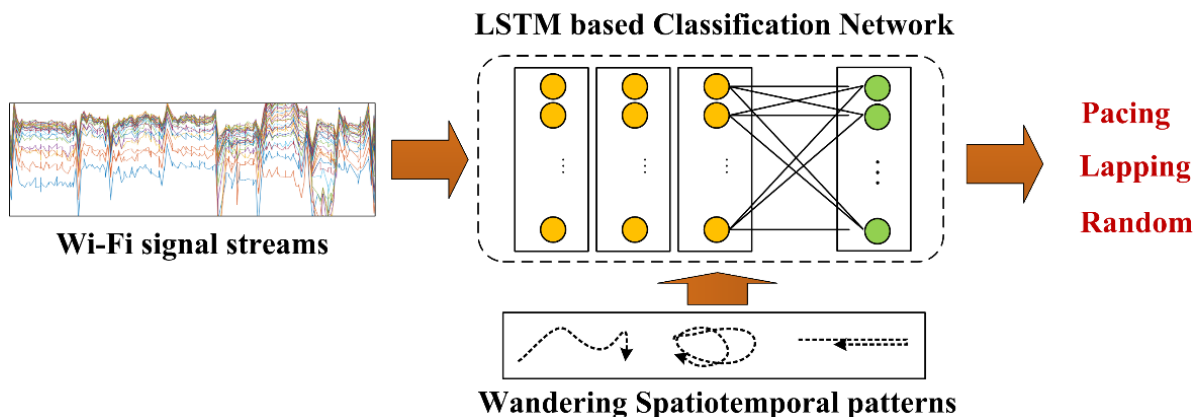 LSTM based Classification Network
Wi-Fi signal streams
Pacing
Lapping
Random
Wandering Spatiotemporal patterns